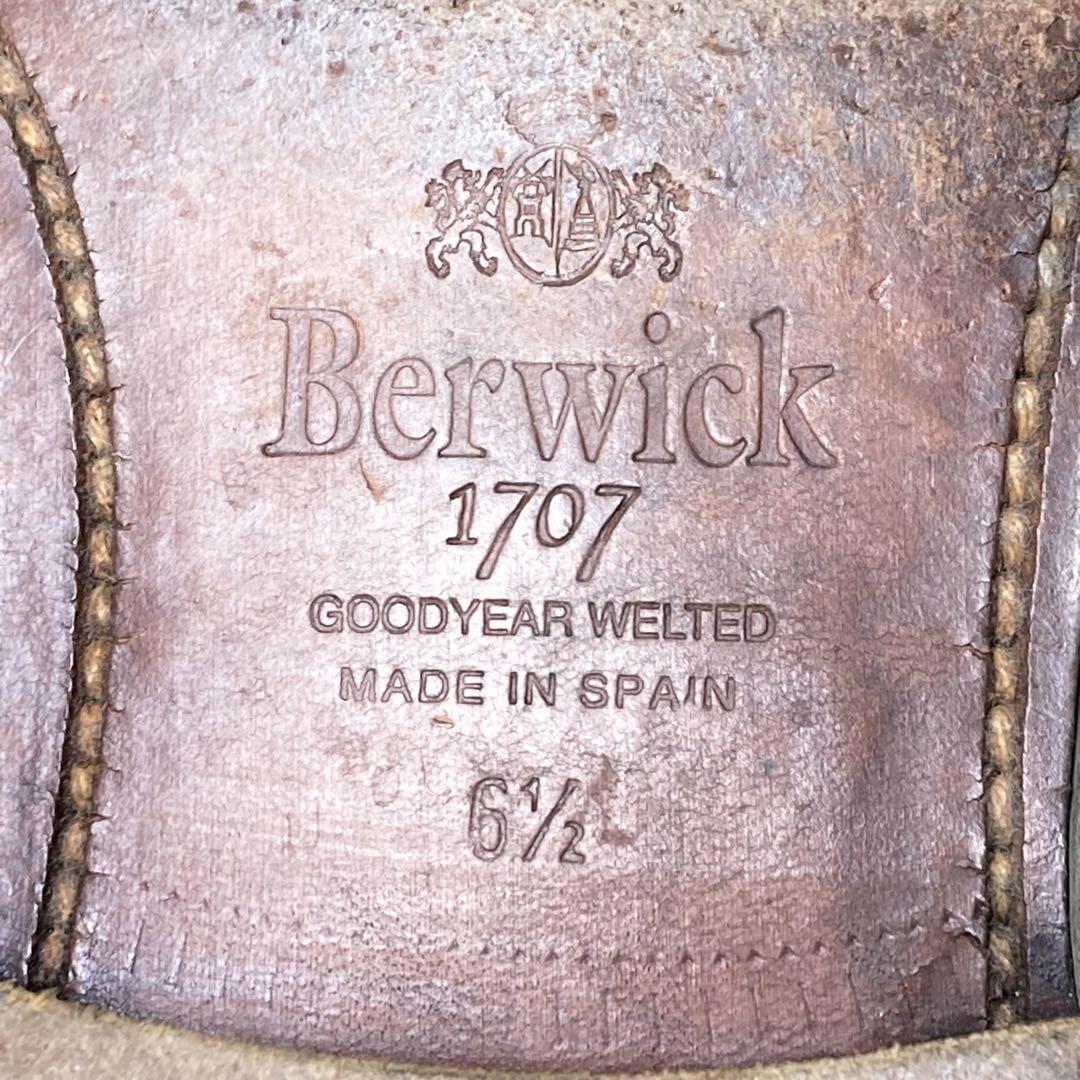 Berwick
1707
GOODYEAR WELTED
MADE IN SPAIN
6½